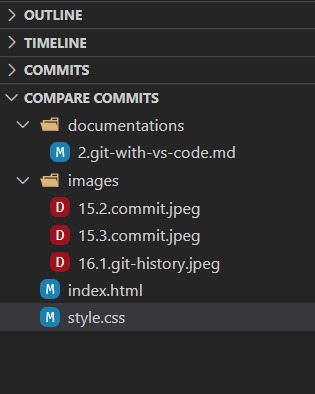 OUTLINE
TIMELINE
COMMITS
COMPARE COMMITS
documentations
M 2.git-with-vs-code.md
images
D 15.2.commit.jpeg
D 15.3.commit.jpeg
D 16.1.git-history.jpeg
M index.html
M style.css